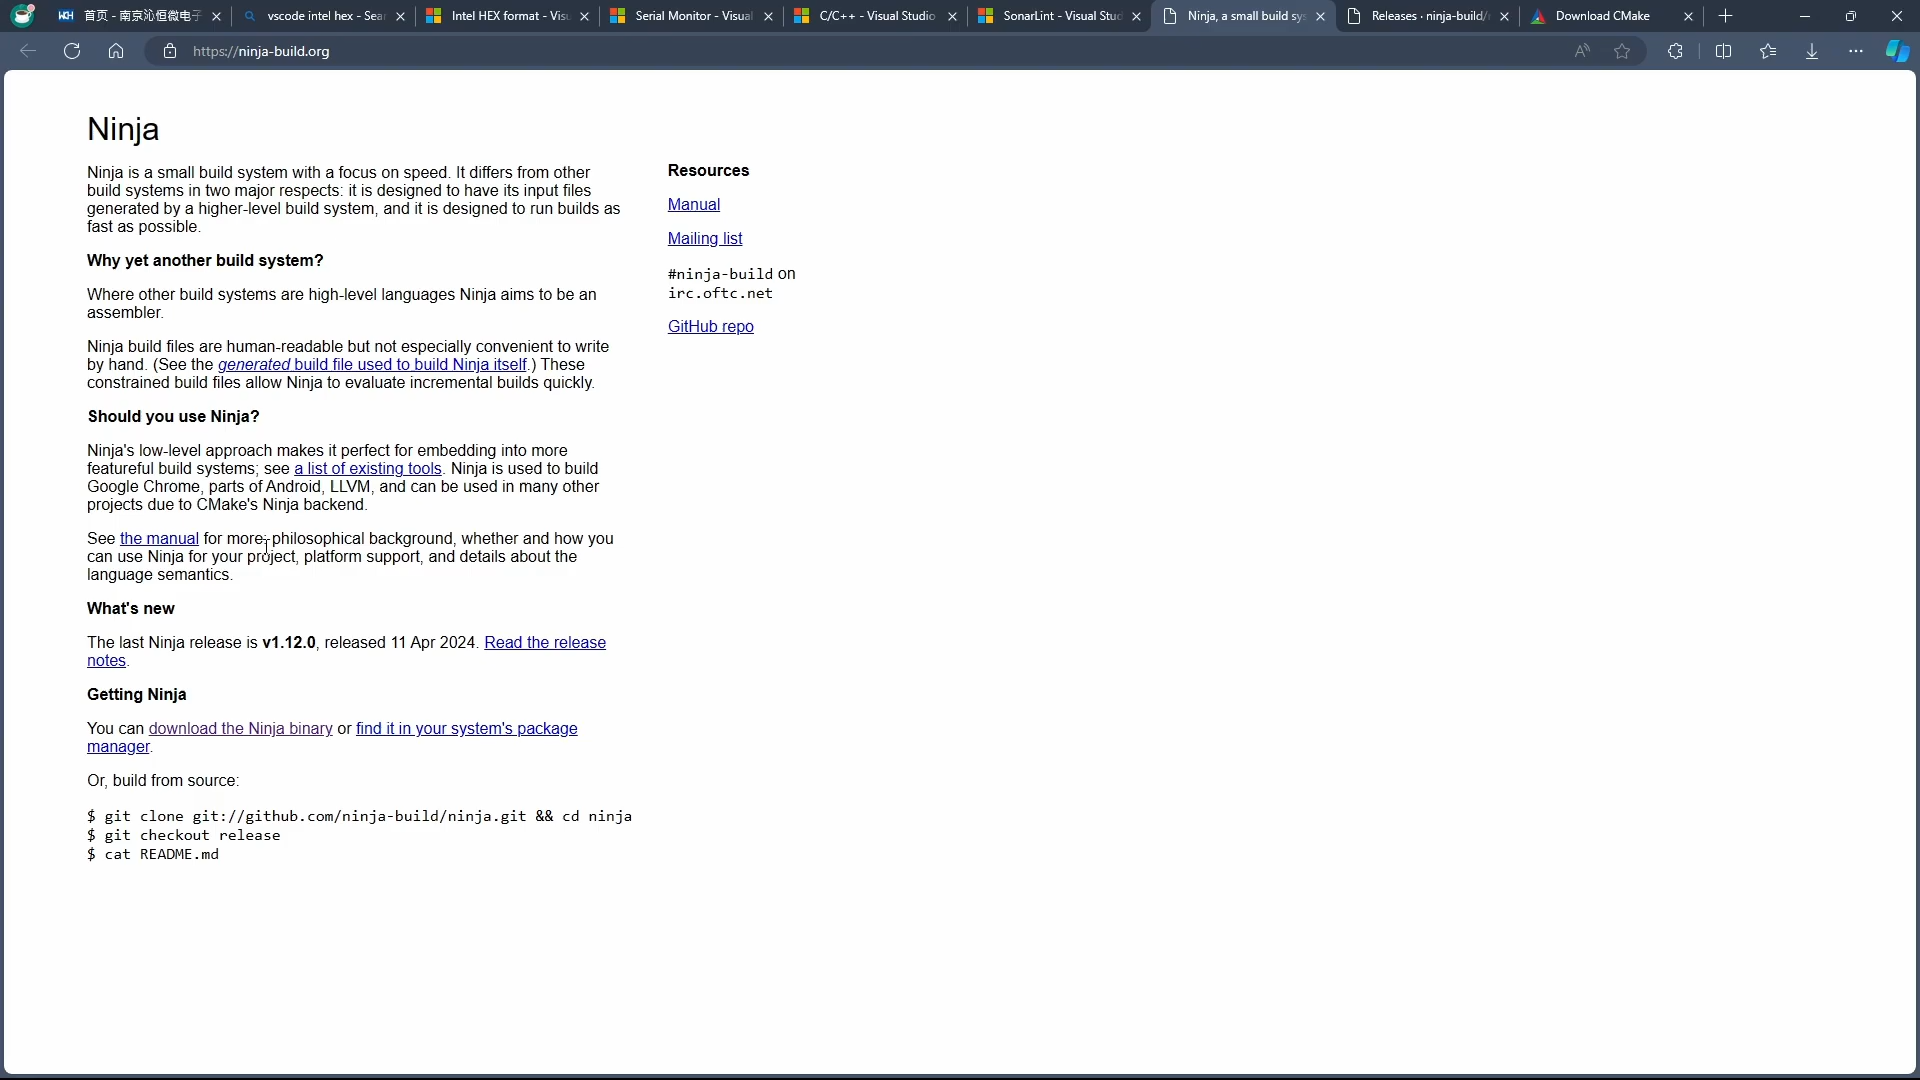 首页 - 南京沁恒微电子
vscode intel hex - Sear
Intel HEX format - Visu
Serial Monitor - Visual
C/C++ - Visual Studio
SonarLint - Visual Stud
Ninja, a small build sys
Releases · ninja-build/
Download CMake
https://ninja-build.org
Ninja
Ninja is a small build system with a focus on speed. It differs from other
build systems in two major respects: it is designed to have its input files
generated by a higher-level build system, and it is designed to run builds as
fast as possible.
Why yet another build system?
Where other build systems are high-level languages Ninja aims to be an
assembler.
Ninja build files are human-readable but not especially convenient to write
by hand. (See the generated build file used to build Ninja itself.) These
constrained build files allow Ninja to evaluate incremental builds quickly.
Should you use Ninja?
Ninja's low-level approach makes it perfect for embedding into more
featureful build systems; see a list of existing tools. Ninja is used to build
Google Chrome, parts of Android, LLVM, and can be used in many other
projects due to CMake's Ninja backend.
See the manual for more philosophical background, whether and how you
can use Ninja for your project, platform support, and details about the
language semantics.
What's new
The last Ninja release is v1.12.0, released 11 Apr 2024. Read the release
notes.
Getting Ninja
You can download the Ninja binary or find it in your system's package
manager.
Or, build from source:
$ git clone git://github.com/ninja-build/ninja.git && cd ninja
$ git checkout release
$ cat README.md
Resources
Manual
Mailing list
#ninja-build on
irc.oftc.net
GitHub repo